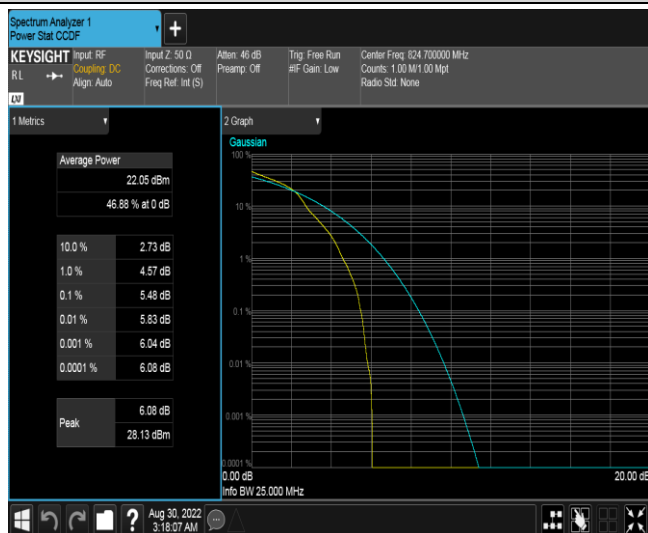 Spectrum Analyzer 1
Power Stat CCDF
+
KEYSIGHT
Input: RF
Input Z: 50 Ω
Atten: 46 dB
Trig: Free Run
Center Freq: 824.700000 MHz
RL
Coupling: DC
Corrections: Off
Preamp: Off
#IF Gain: Low
Counts: 1.00 M/1.00 Mpt
Align: Auto
Freq Ref: Int (S)
Radio Std: None
LXI
1 Metrics
2 Graph
Average Power
22.05 dBm
46.88 % at 0 dB
10.0 % 2.73 dB
1.0 % 4.57 dB
0.1 % 5.48 dB
0.01 % 5.83 dB
0.001 % 6.04 dB
0.0001 % 6.08 dB
Peak
6.08 dB
28.13 dBm
Gaussian
100 %
10 %
1 %
0.1 %
0.01 %
0.001 %
0.0001 %
0.00 dB
20.00 dB
Info BW 25.000 MHz
?
Aug 30, 2022
3:18:07 AM